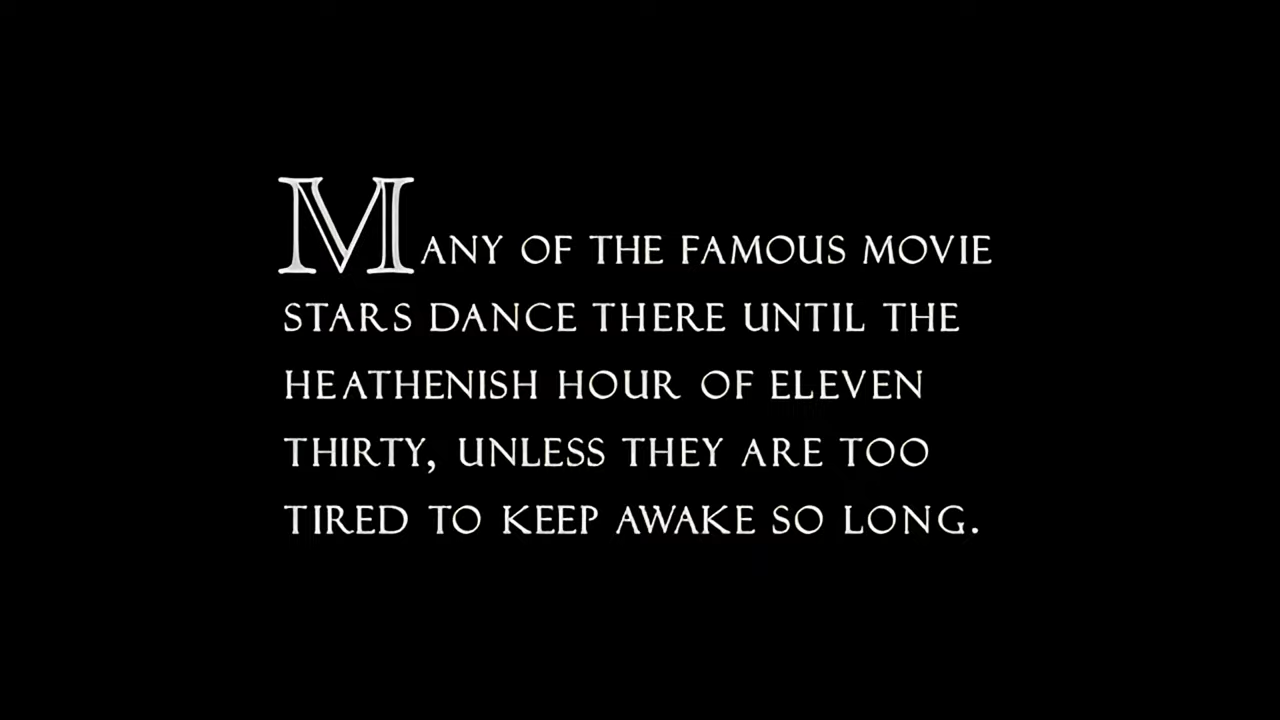 MANY OF THE FAMOUS MOVIE
STARS DANCE THERE UNTIL THE
HEATHENISH HOUR OF ELEVEN
THIRTY, UNLESS THEY ARE TOO
TIRED TO KEEP AWAKE SO LONG.